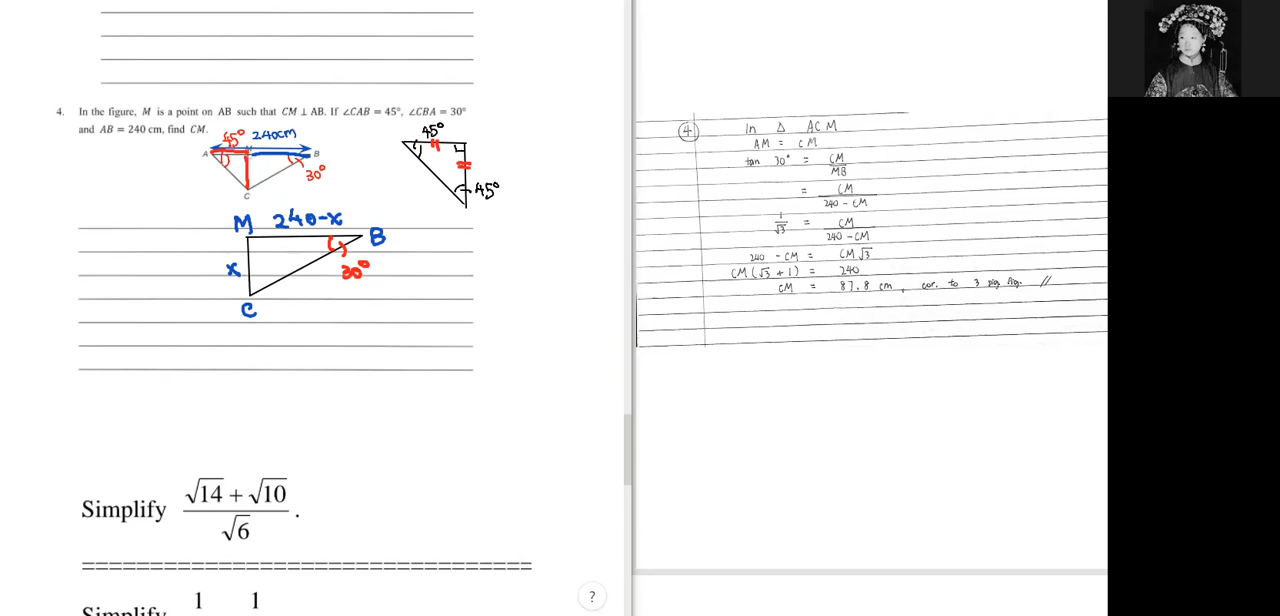 4. In the figure, M is a point on AB such that CM ⊥ AB. If ∠CAB = 45°, ∠CBA = 30°
and AB = 240 cm, find CM.
45° 240cm
A M B
30°
C
45°
45°
M 240-x B
x 30°
C
Simplify (√14 + √10)/√6 .
==================================
Simplify 1 1
?
④ In Δ ACM
AM = CM
tan 30° = CM/MB
= CM/(240 - CM)
1/√3 = CM/(240 - CM)
240 - CM = CM√3
CM(√3 + 1) = 240
CM = 87.8 cm, cor. to 3 sig. fig. //